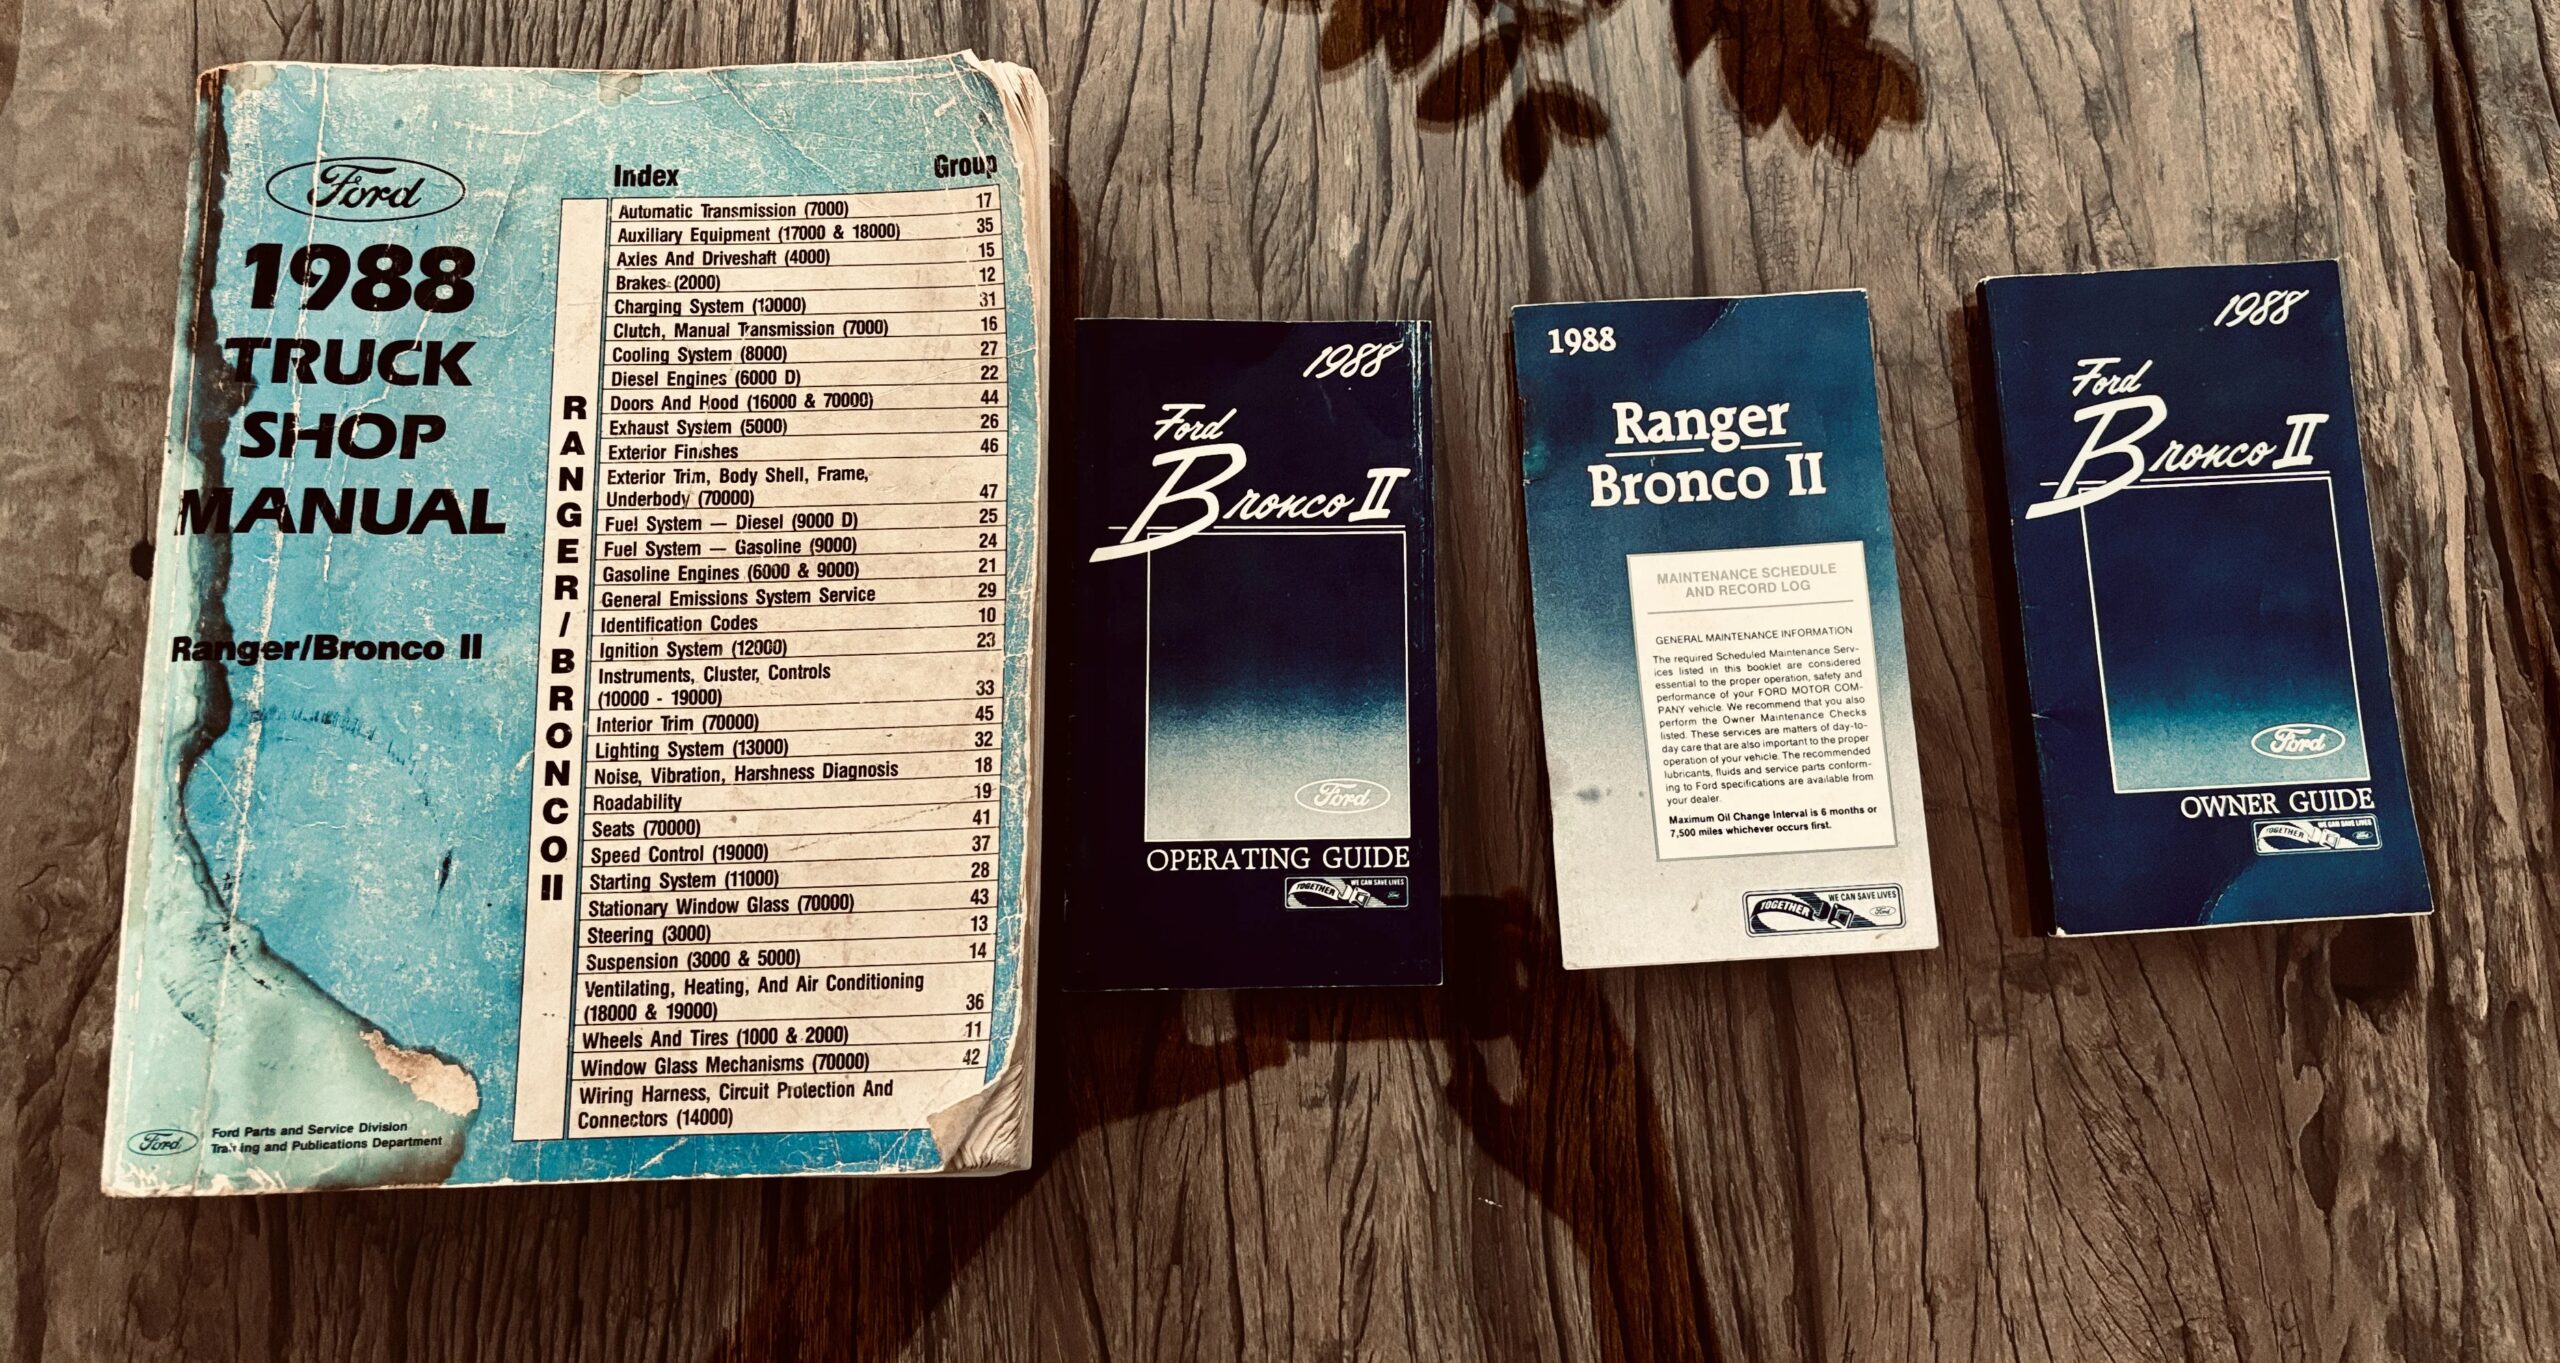 Ford
1988
TRUCK
SHOP
MANUAL
Ranger/Bronco II
Ford
Ford Parts and Service Division
Training and Publications Department
RANGER/BRONCO II
Index Group
Automatic Transmission (7000) 17
Auxiliary Equipment (17000 & 18000) 35
Axles And Driveshaft (4000) 15
Brakes (2000) 12
Charging System (10000) 31
Clutch, Manual Transmission (7000) 16
Cooling System (8000) 27
Diesel Engines (6000 D) 22
Doors And Hood (16000 & 70000) 44
Exhaust System (5000) 26
Exterior Finishes 46
Exterior Trim, Body Shell, Frame,
Underbody (70000) 47
Fuel System — Diesel (9000 D) 25
Fuel System — Gasoline (9000) 24
Gasoline Engines (6000 & 9000) 21
General Emissions System Service 29
Identification Codes 10
Ignition System (12000) 23
Instruments, Cluster, Controls
(10000 - 19000) 33
Interior Trim (70000) 45
Lighting System (13000) 32
Noise, Vibration, Harshness Diagnosis 18
Roadability 19
Seats (70000) 41
Speed Control (19000) 37
Starting System (11000) 28
Stationary Window Glass (70000) 43
Steering (3000) 13
Suspension (3000 & 5000) 14
Ventilating, Heating, And Air Conditioning
(18000 & 19000) 36
Wheels And Tires (1000 & 2000) 11
Window Glass Mechanisms (70000) 42
Wiring Harness, Circuit Protection And
Connectors (14000)
1988
Ford
Bronco II
Ford
OPERATING GUIDE
TOGETHER WE CAN SAVE LIVES
Ford
1988
Ranger
Bronco II
MAINTENANCE SCHEDULE
AND RECORD LOG
GENERAL MAINTENANCE INFORMATION
The required Scheduled Maintenance Serv-
ices listed in this booklet are considered
essential to the proper operation, safety and
performance of your FORD MOTOR COM-
PANY vehicle. We recommend that you also
perform the Owner Maintenance Checks
listed. These services are matters of day-to-
day care that are also important to the proper
operation of your vehicle. The recommended
lubricants, fluids and service parts conform-
ing to Ford specifications are available from
your dealer.
Maximum Oil Change Interval is 6 months or
7,500 miles whichever occurs first.
TOGETHER WE CAN SAVE LIVES
Ford
1988
Ford
Bronco II
Ford
OWNER GUIDE
TOGETHER WE CAN SAVE LIVES
Ford